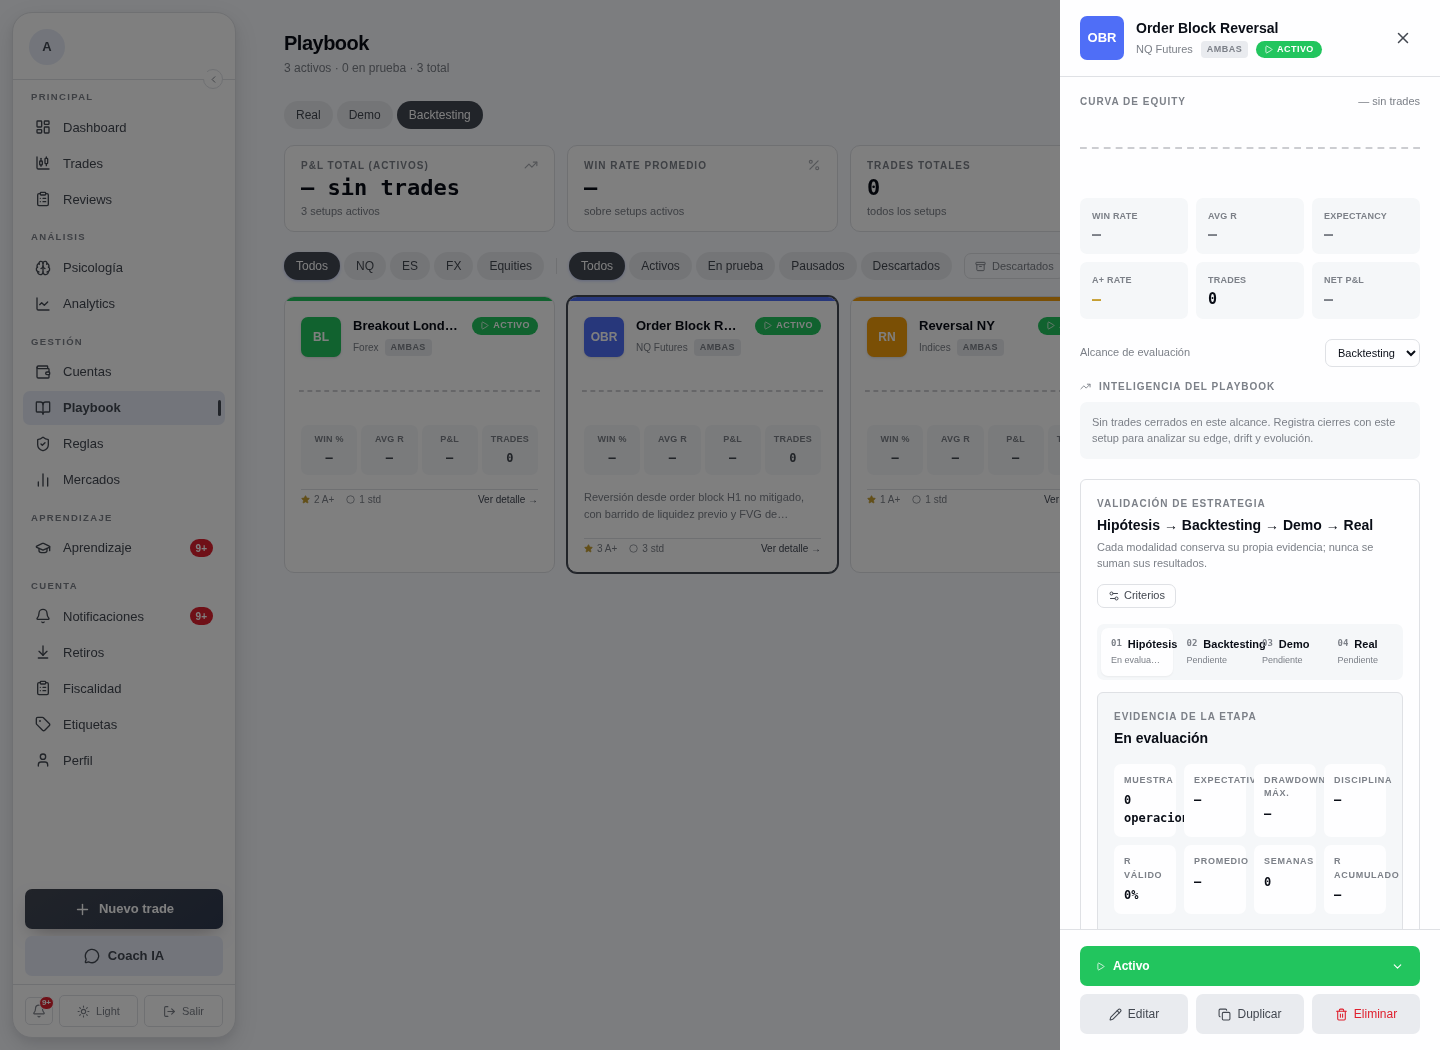 A
PRINCIPAL
Dashboard
Trades
Reviews
ANÁLISIS
Psicología
Analytics
GESTIÓN
Cuentas
Playbook
Reglas
Mercados
APRENDIZAJE
Aprendizaje 9+
CUENTA
Notificaciones 9+
Retiros
Fiscalidad
Etiquetas
Perfil
Nuevo trade
Coach IA
9+ Light Salir
Playbook
3 activos · 0 en prueba · 3 total
Real Demo Backtesting
P&L TOTAL (ACTIVOS)
— sin trades
3 setups activos
WIN RATE PROMEDIO
—
sobre setups activos
TRADES TOTALES
0
todos los setups
Todos NQ ES FX Equities Todos Activos En prueba Pausados Descartados Descartados
BL Breakout Lond… ACTIVO
Forex AMBAS
WIN % AVG R P&L TRADES
— — — 0
2 A+ 1 std Ver detalle →
OBR Order Block R… ACTIVO
NQ Futures AMBAS
WIN % AVG R P&L TRADES
— — — 0
Reversión desde order block H1 no mitigado,
con barrido de liquidez previo y FVG de…
3 A+ 3 std Ver detalle →
RN Reversal NY
Indices AMBAS
WIN % AVG R P&L T
— — —
1 A+ 1 std Ver
OBR Order Block Reversal
NQ Futures AMBAS ACTIVO
CURVA DE EQUITY — sin trades
WIN RATE AVG R EXPECTANCY
— — —
A+ RATE TRADES NET P&L
— 0 —
Alcance de evaluación Backtesting
INTELIGENCIA DEL PLAYBOOK
Sin trades cerrados en este alcance. Registra cierres con este
setup para analizar su edge, drift y evolución.
VALIDACIÓN DE ESTRATEGIA
Hipótesis → Backtesting → Demo → Real
Cada modalidad conserva su propia evidencia; nunca se
suman sus resultados.
Criterios
01 Hipótesis 02 Backtesting 03 Demo 04 Real
En evalua… Pendiente Pendiente Pendiente
EVIDENCIA DE LA ETAPA
En evaluación
MUESTRA EXPECTATIV DRAWDOWN DISCIPLINA
MÁX.
0 — — —
operacion
R PROMEDIO SEMANAS R
VÁLIDO ACUMULADO
0% — 0 —
Activo
Editar Duplicar Eliminar